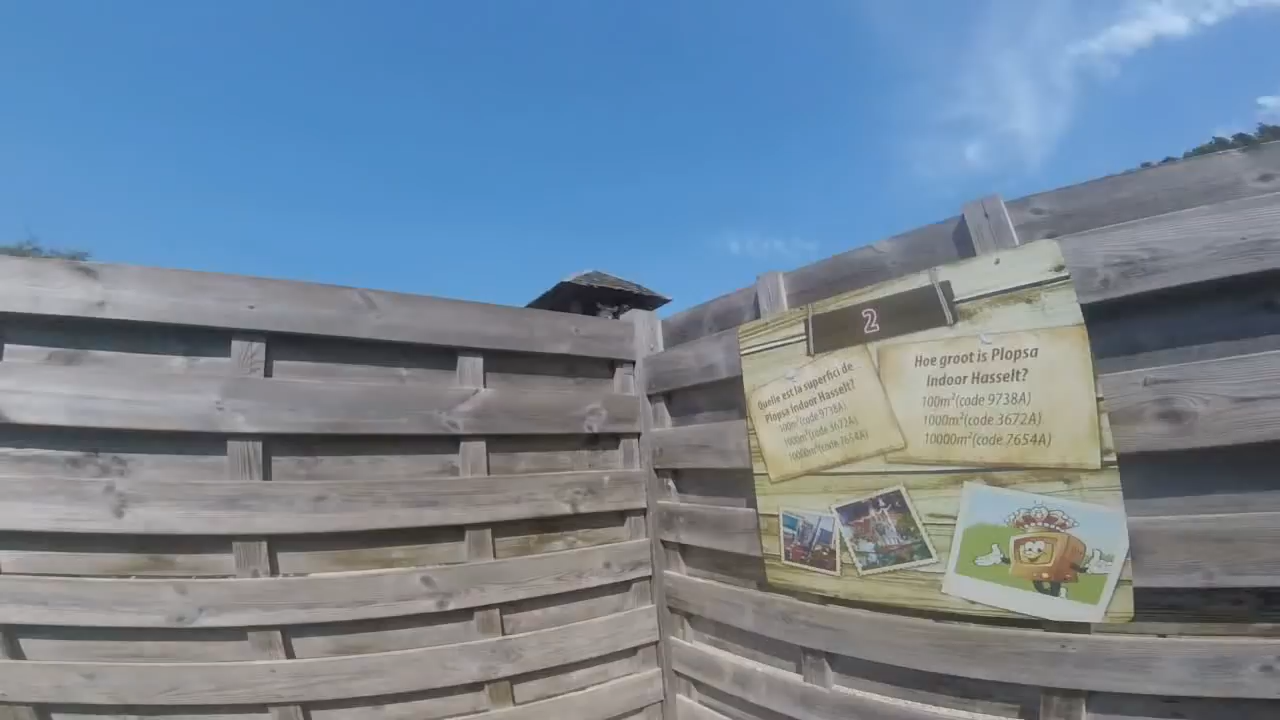 2
Quelle est la superfici de
Plopsa Indoor Hasselt?
100m²(code 9738A)
1000m²(code 3672A)
10000m²(code 7654A)
Hoe groot is Plopsa
Indoor Hasselt?
100m²(code 9738A)
1000m²(code 3672A)
10000m²(code 7654A)